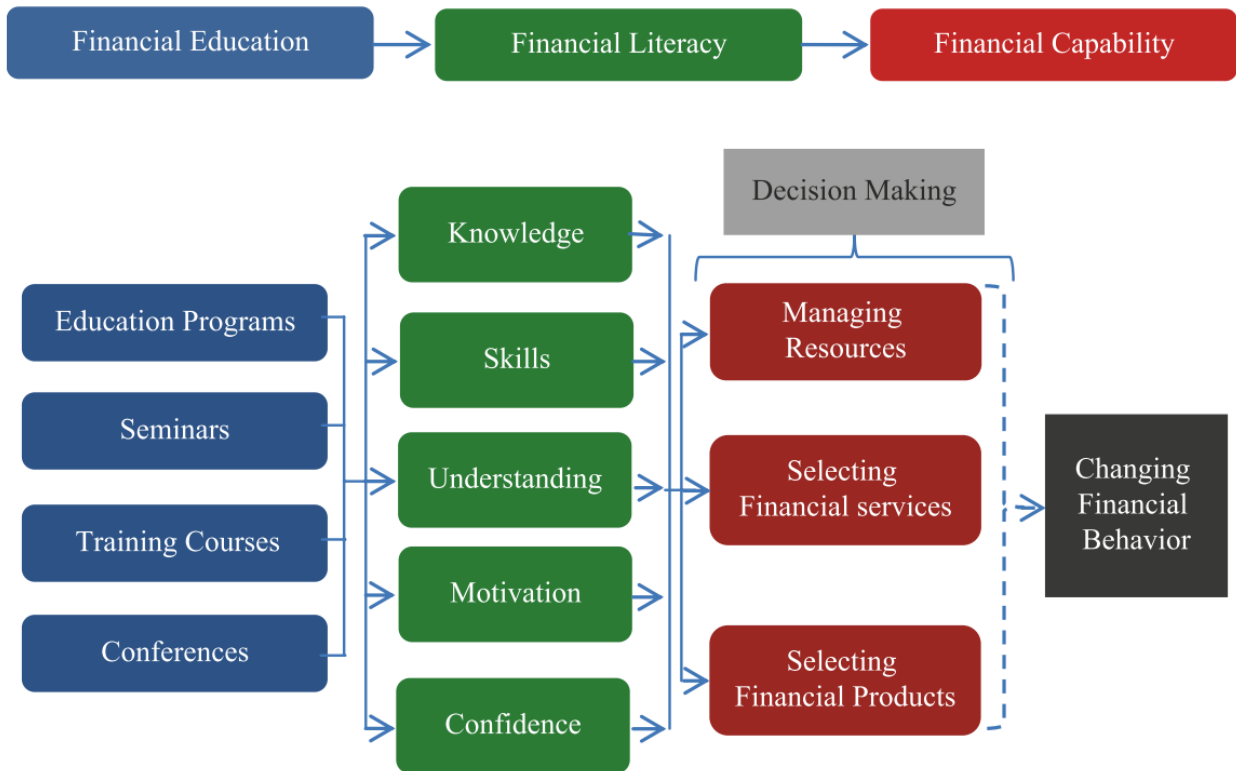 Financial Education
Financial Literacy
Financial Capability
Decision Making
Education Programs
Seminars
Training Courses
Conferences
Knowledge
Skills
Understanding
Motivation
Confidence
Managing
Resources
Selecting
Financial services
Selecting
Financial Products
Changing
Financial
Behavior